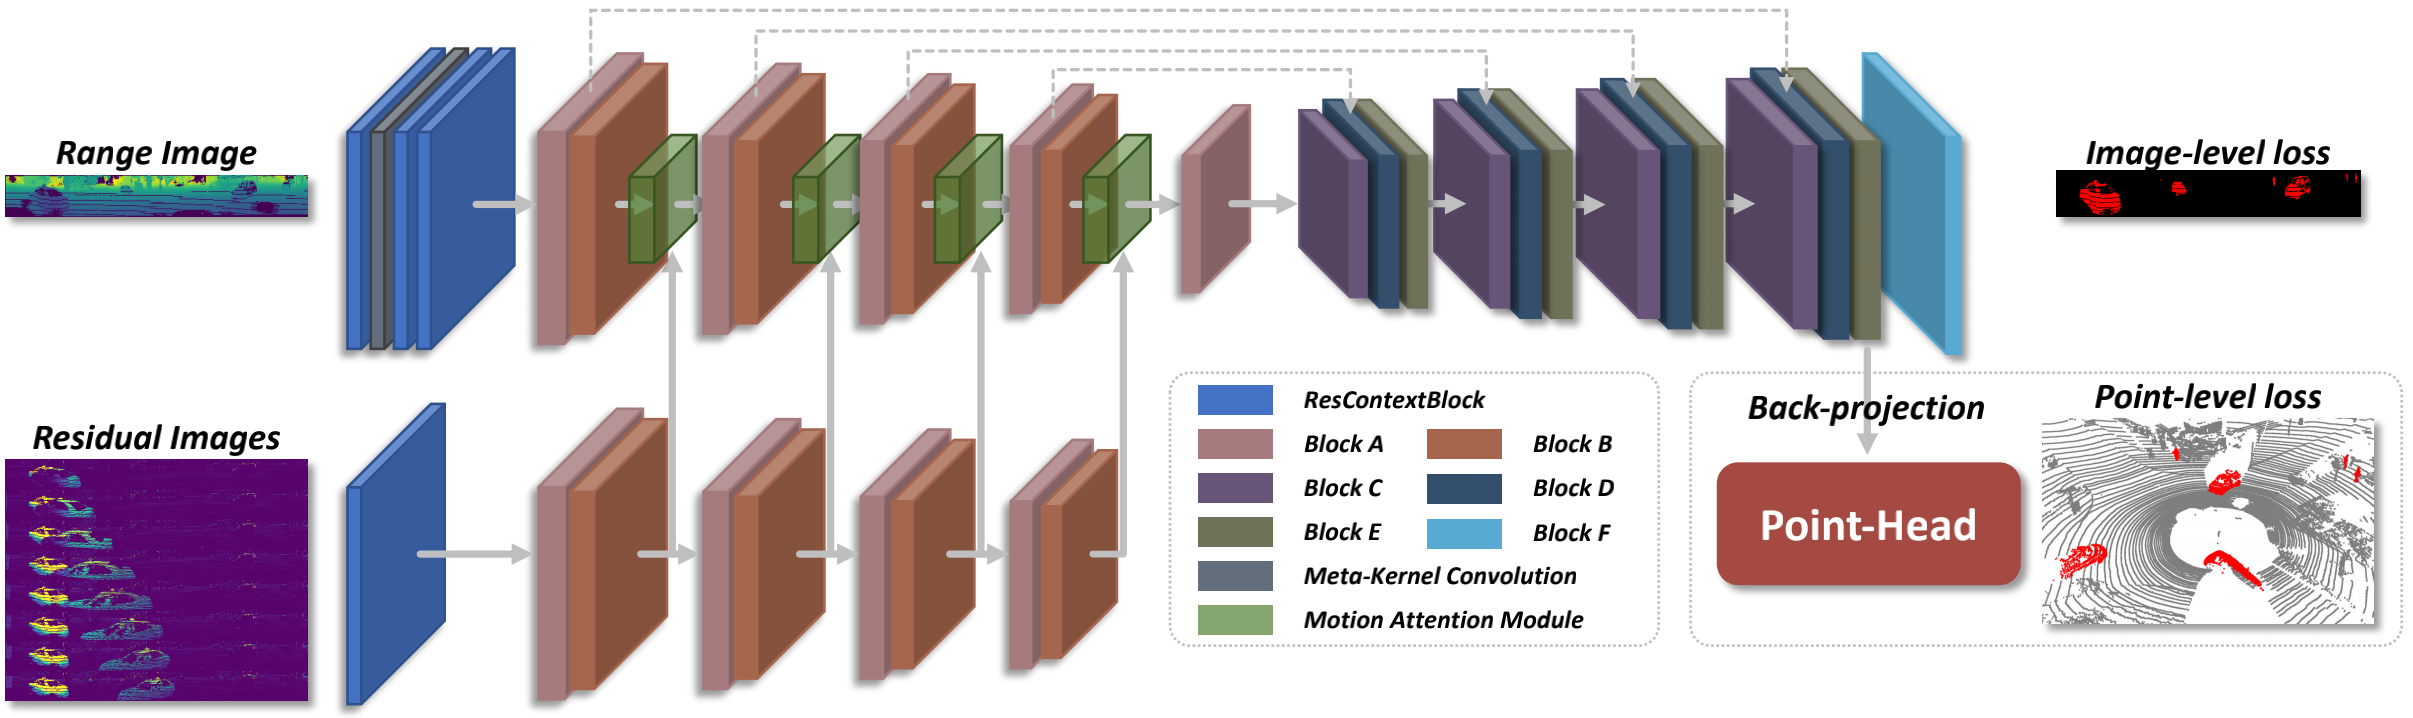 Range Image
Image-level loss
Residual Images
ResContextBlock
Block A
Block B
Block C
Block D
Block E
Block F
Meta-Kernel Convolution
Motion Attention Module
Back-projection
Point-level loss
Point-Head